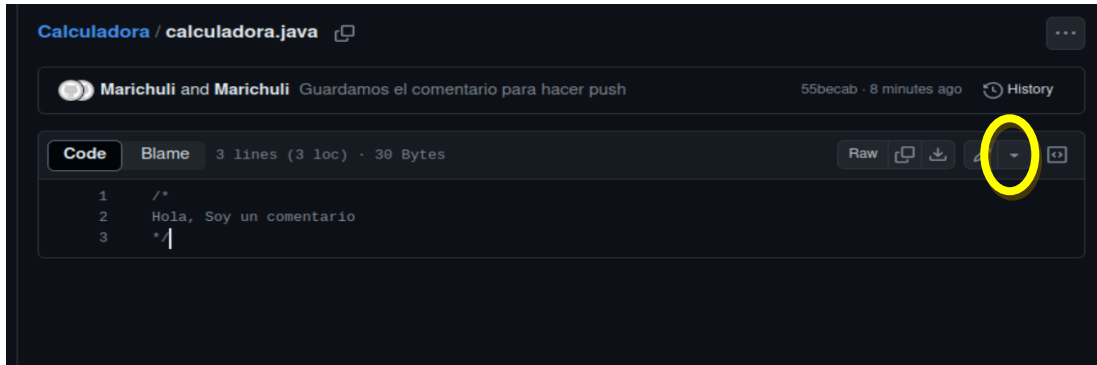 Calculadora / calculadora.java
Marichuli and Marichuli Guardamos el comentario para hacer push 55becab · 8 minutes ago History
Code Blame 3 lines (3 loc) · 30 Bytes Raw
1 /*
2 Hola, Soy un comentario
3 */